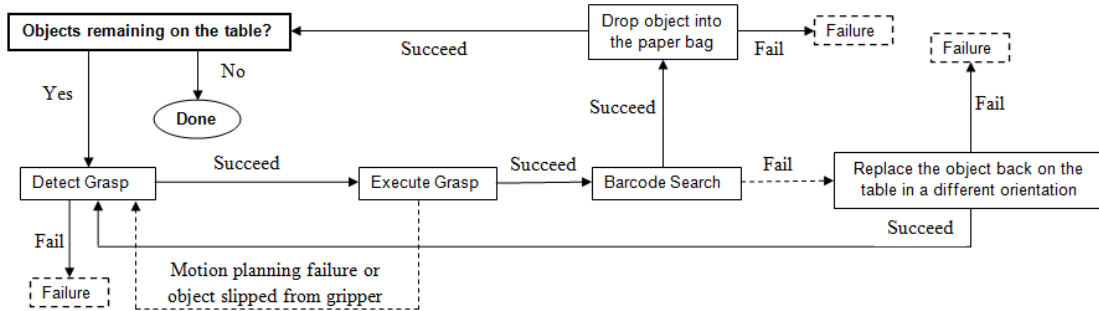 Objects remaining on the table?
Succeed
Drop object into
the paper bag
Fail
Failure
Failure
No
Yes
Done
Succeed
Fail
Detect Grasp
Succeed
Execute Grasp
Succeed
Barcode Search
Fail
Replace the object back on the
table in a different orientation
Succeed
Fail
Motion planning failure or
object slipped from gripper
Failure